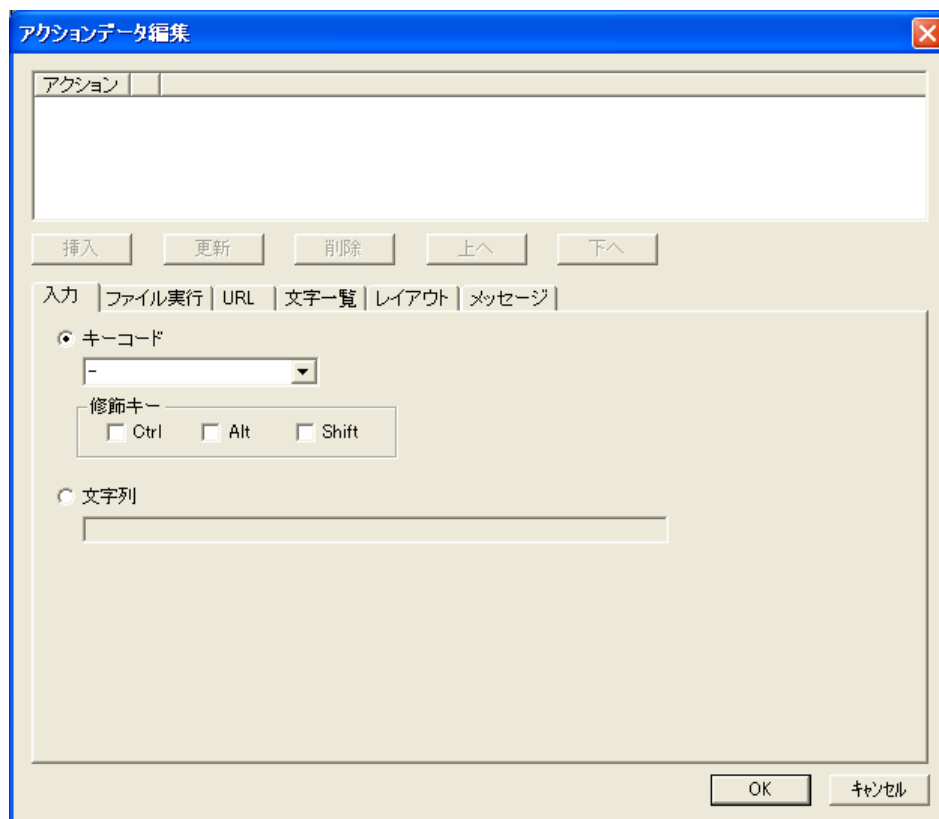 アクションデータ編集
アクション
挿入 更新 削除 上へ 下へ
入力 ファイル実行 URL 文字一覧 レイアウト メッセージ
キーコード
-
修飾キー
Ctrl Alt Shift
文字列
OK キャンセル